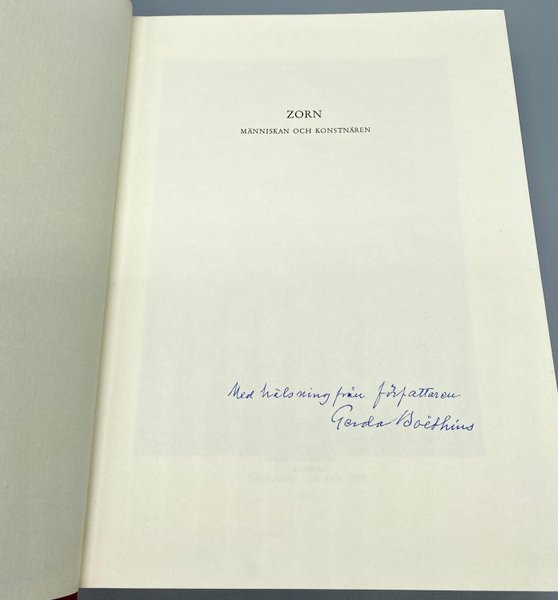 ZORN
MÄNNISKAN OCH KONSTNÄREN
Med hälsning från författaren
Gerda Boëthius